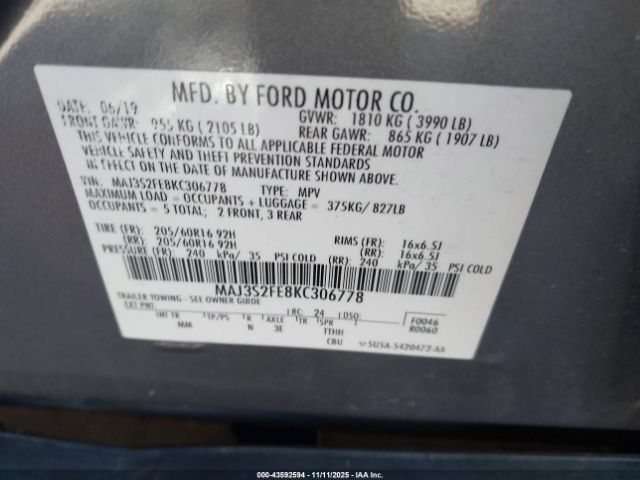 MFD. BY FORD MOTOR CO.
DATE: 06/19 GVWR: 1810 KG ( 3990 LB)
FRONT GAWR: 955 KG ( 2105 LB) REAR GAWR: 865 KG ( 1907 LB)
THIS VEHICLE CONFORMS TO ALL APPLICABLE FEDERAL MOTOR
VEHICLE SAFETY AND THEFT PREVENTION STANDARDS
IN EFFECT ON THE DATE OF MANUFACTURE SHOWN ABOVE.
VIN: MAJ3S2FE8KC306778 TYPE: MPV
MAXIMUM LOAD = OCCUPANTS + LUGGAGE = 375KG/ 827LB
OCCUPANTS = 5 TOTAL; 2 FRONT, 3 REAR
TIRE (FR): 205/60R16 92H RIMS (FR): 16x6.5J
(RR): 205/60R16 92H (RR): 16x6.5J
PRESSURE (FR): 240 kPa/ 35 PSI COLD (RR): 240 kPa/ 35 PSI COLD
MAJ3S2FE8KC306778
TRAILER TOWING - SEE OWNER GUIDE
EXT PNT: RC: 24 DSO: F0046
INT TR TP/PS R AXLE TR SPR R0060
MM N 3E TTHH
CBU SUSA-5420472-AA
000-43592594 - 11/11/2025 - IAA, Inc.